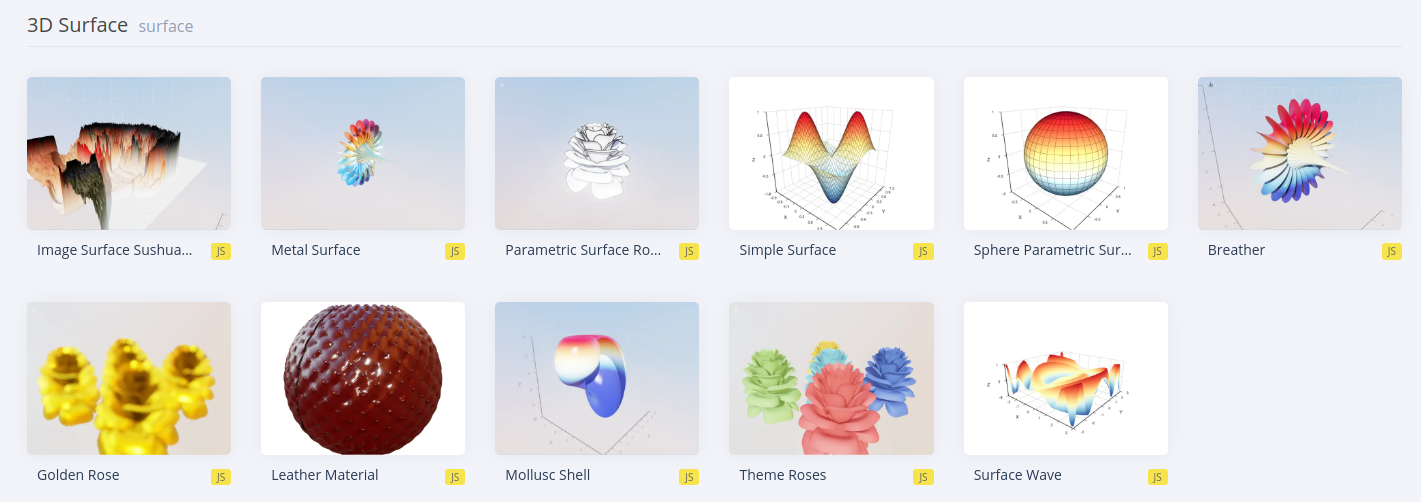 3D Surface surface
Image Surface Sushua... JS
Metal Surface JS
Parametric Surface Ro... JS
Simple Surface JS
Sphere Parametric Sur... JS
Breather JS
Golden Rose JS
Leather Material JS
Mollusc Shell JS
Theme Roses JS
Surface Wave JS